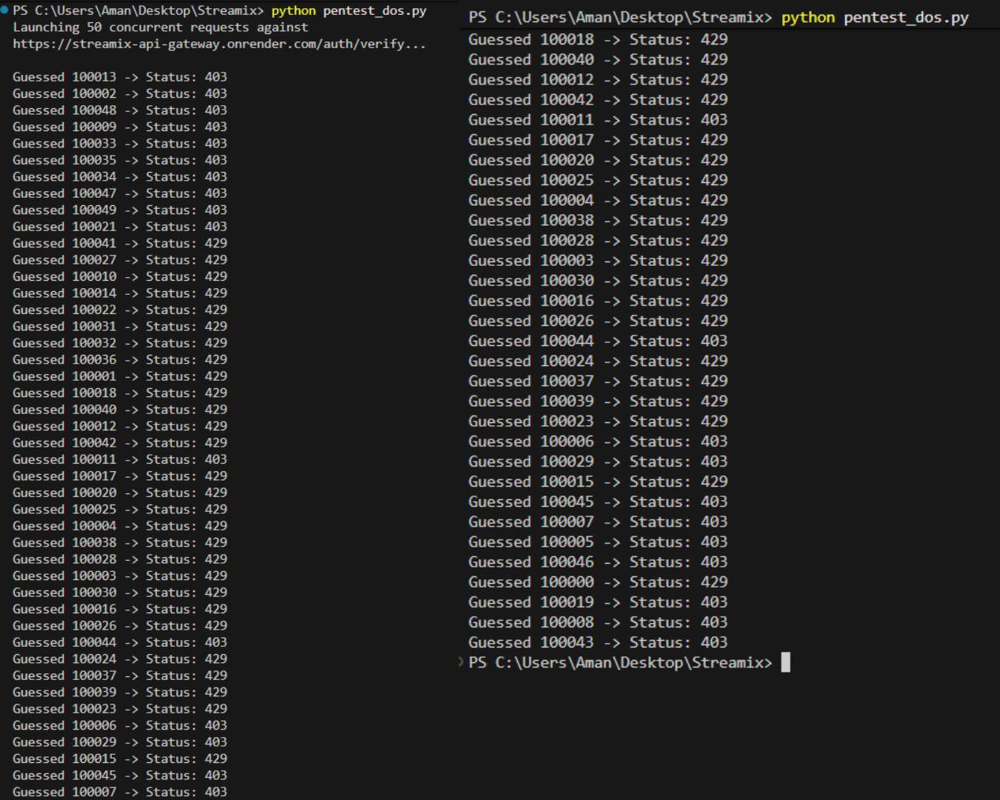 PS C:\Users\Aman\Desktop\Streamix> python pentest_dos.py
Launching 50 concurrent requests against
https://streamix-api-gateway.onrender.com/auth/verify...
Guessed 100013 -> Status: 403
Guessed 100002 -> Status: 403
Guessed 100048 -> Status: 403
Guessed 100009 -> Status: 403
Guessed 100033 -> Status: 403
Guessed 100035 -> Status: 403
Guessed 100034 -> Status: 403
Guessed 100047 -> Status: 403
Guessed 100049 -> Status: 403
Guessed 100021 -> Status: 403
Guessed 100041 -> Status: 429
Guessed 100027 -> Status: 429
Guessed 100010 -> Status: 429
Guessed 100014 -> Status: 429
Guessed 100022 -> Status: 429
Guessed 100031 -> Status: 429
Guessed 100032 -> Status: 429
Guessed 100036 -> Status: 429
Guessed 100001 -> Status: 429
Guessed 100018 -> Status: 429
Guessed 100040 -> Status: 429
Guessed 100012 -> Status: 429
Guessed 100042 -> Status: 429
Guessed 100011 -> Status: 403
Guessed 100017 -> Status: 429
Guessed 100020 -> Status: 429
Guessed 100025 -> Status: 429
Guessed 100004 -> Status: 429
Guessed 100038 -> Status: 429
Guessed 100028 -> Status: 429
Guessed 100003 -> Status: 429
Guessed 100030 -> Status: 429
Guessed 100016 -> Status: 429
Guessed 100026 -> Status: 429
Guessed 100044 -> Status: 403
Guessed 100024 -> Status: 429
Guessed 100037 -> Status: 429
Guessed 100039 -> Status: 429
Guessed 100023 -> Status: 429
Guessed 100006 -> Status: 403
Guessed 100029 -> Status: 403
Guessed 100015 -> Status: 429
Guessed 100045 -> Status: 403
Guessed 100007 -> Status: 403
PS C:\Users\Aman\Desktop\Streamix> python pentest_dos.py
Guessed 100018 -> Status: 429
Guessed 100040 -> Status: 429
Guessed 100012 -> Status: 429
Guessed 100042 -> Status: 429
Guessed 100011 -> Status: 403
Guessed 100017 -> Status: 429
Guessed 100020 -> Status: 429
Guessed 100025 -> Status: 429
Guessed 100004 -> Status: 429
Guessed 100038 -> Status: 429
Guessed 100028 -> Status: 429
Guessed 100003 -> Status: 429
Guessed 100030 -> Status: 429
Guessed 100016 -> Status: 429
Guessed 100026 -> Status: 429
Guessed 100044 -> Status: 403
Guessed 100024 -> Status: 429
Guessed 100037 -> Status: 429
Guessed 100039 -> Status: 429
Guessed 100023 -> Status: 429
Guessed 100006 -> Status: 403
Guessed 100029 -> Status: 403
Guessed 100015 -> Status: 429
Guessed 100045 -> Status: 403
Guessed 100007 -> Status: 403
Guessed 100005 -> Status: 403
Guessed 100046 -> Status: 403
Guessed 100000 -> Status: 429
Guessed 100019 -> Status: 403
Guessed 100008 -> Status: 403
Guessed 100043 -> Status: 403
PS C:\Users\Aman\Desktop\Streamix>